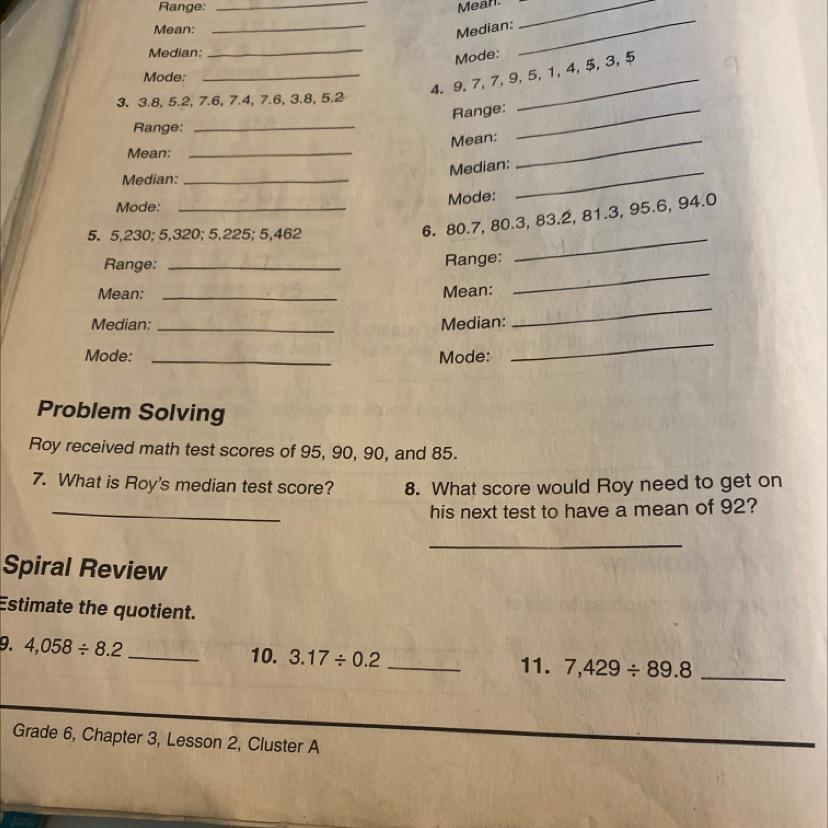 Range:
Mean:
Median:
Mode:
Mean:
Median:
Mode:
3. 3.8, 5.2, 7.6, 7.4, 7.6, 3.8, 5.2
Range:
Mean:
Median:
Mode:
4. 9, 7, 7, 9, 5, 1, 4, 5, 3, 5
Range:
Mean:
Median:
Mode:
5. 5,230; 5,320; 5,225; 5,462
Range:
Mean:
Median:
Mode:
6. 80.7, 80.3, 83.2, 81.3, 95.6, 94.0
Range:
Mean:
Median:
Mode:
Problem Solving
Roy received math test scores of 95, 90, 90, and 85.
7. What is Roy's median test score?
8. What score would Roy need to get on
his next test to have a mean of 92?
Spiral Review
Estimate the quotient.
9. 4,058 ÷ 8.2
10. 3.17 ÷ 0.2
11. 7,429 ÷ 89.8
Grade 6, Chapter 3, Lesson 2, Cluster A